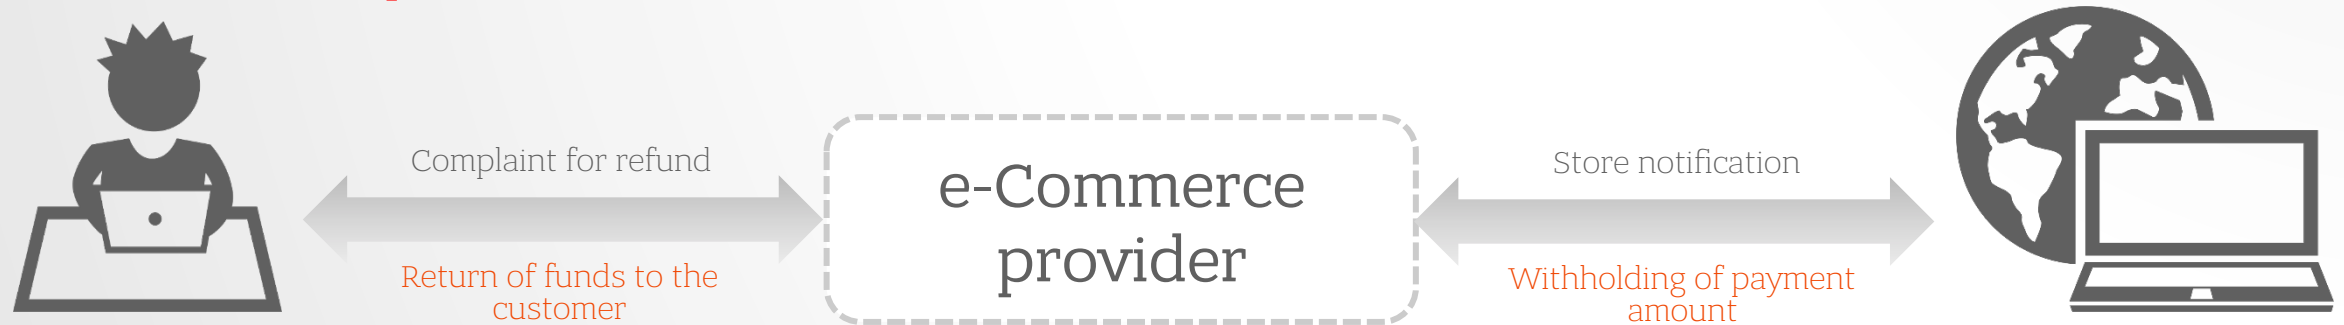 Complaint for refund
Return of funds to the
customer
e-Commerce
provider
Store notification
Withholding of payment
amount